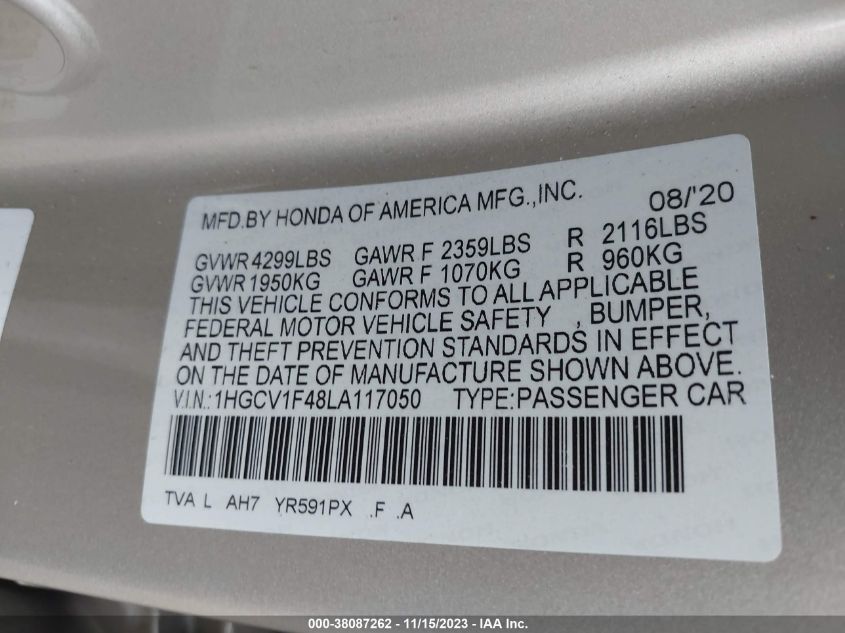 MFD.BY HONDA OF AMERICA MFG.,INC. 08/'20
GVWR 4299LBS GAWR F 2359LBS R 2116LBS
GVWR 1950KG GAWR F 1070KG R 960KG
THIS VEHICLE CONFORMS TO ALL APPLICABLE
FEDERAL MOTOR VEHICLE SAFETY , BUMPER,
AND THEFT PREVENTION STANDARDS IN EFFECT
ON THE DATE OF MANUFACTURE SHOWN ABOVE.
V.I.N.:1HGCV1F48LA117050 TYPE:PASSENGER CAR
TVA L AH7 YR591PX .F .A
000-38087262 - 11/15/2023 - IAA Inc.